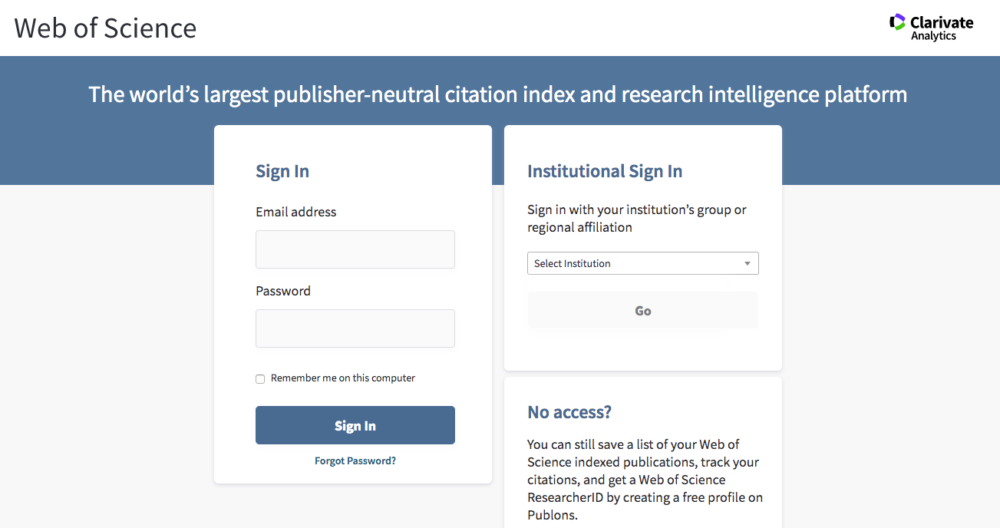 Web of Science
Clarivate
Analytics
The world’s largest publisher-neutral citation index and research intelligence platform
Sign In
Email address
Password
Remember me on this computer
Sign In
Forgot Password?
Institutional Sign In
Sign in with your institution’s group or
regional affiliation
Select Institution
Go
No access?
You can still save a list of your Web of
Science indexed publications, track your
citations, and get a Web of Science
ResearcherID by creating a free profile on
Publons.